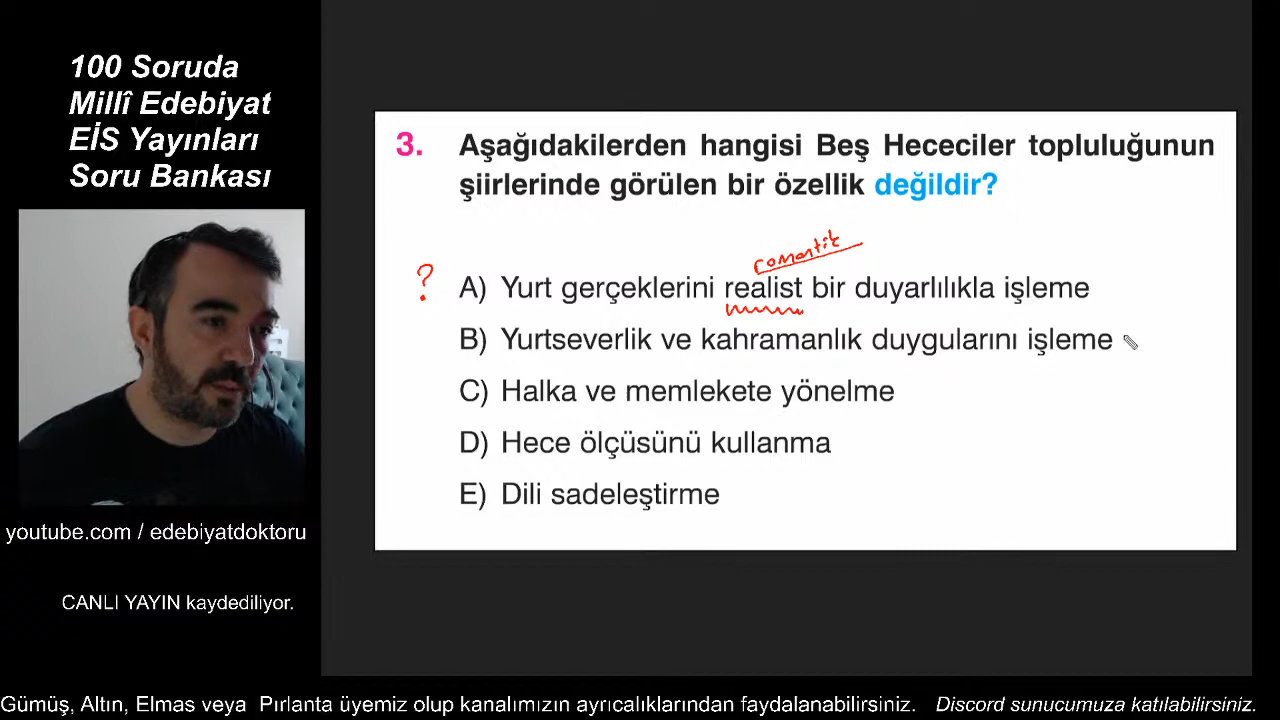 100 Soruda
Millî Edebiyat
EİS Yayınları
Soru Bankası
youtube.com / edebiyatdoktoru
CANLI YAYIN kaydediliyor.
3. Aşağıdakilerden hangisi Beş Hececiler topluluğunun
şiirlerinde görülen bir özellik değildir?
romantik
? A) Yurt gerçeklerini realist bir duyarlılıkla işleme
B) Yurtseverlik ve kahramanlık duygularını işleme
C) Halka ve memlekete yönelme
D) Hece ölçüsünü kullanma
E) Dili sadeleştirme
Gümüş, Altın, Elmas veya Pırlanta üyemiz olup kanalımızın ayrıcalıklarından faydalanabilirsiniz. Discord sunucumuza katılabilirsiniz.